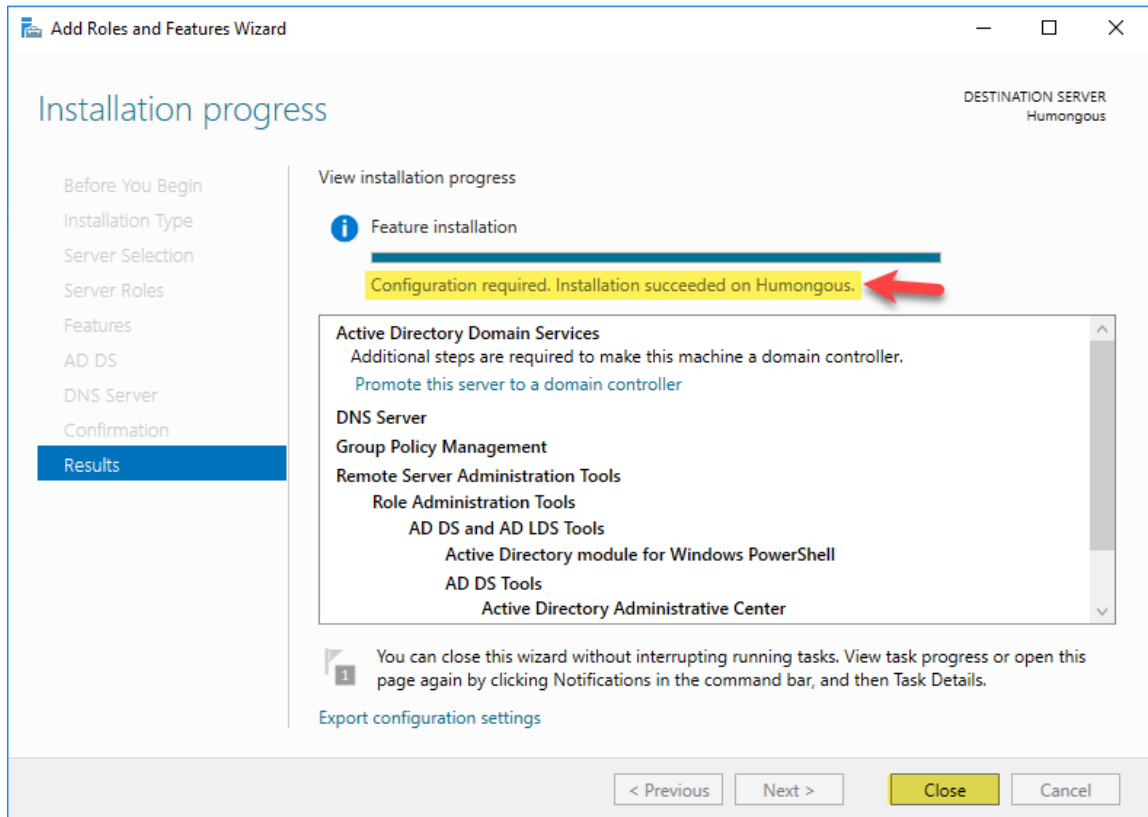 Add Roles and Features Wizard
Installation progress
DESTINATION SERVER
Humongous
Before You Begin
Installation Type
Server Selection
Server Roles
Features
AD DS
DNS Server
Confirmation
Results
View installation progress
Feature installation
Configuration required. Installation succeeded on Humongous.
Active Directory Domain Services
Additional steps are required to make this machine a domain controller.
Promote this server to a domain controller
DNS Server
Group Policy Management
Remote Server Administration Tools
Role Administration Tools
AD DS and AD LDS Tools
Active Directory module for Windows PowerShell
AD DS Tools
Active Directory Administrative Center
1
You can close this wizard without interrupting running tasks. View task progress or open this
page again by clicking Notifications in the command bar, and then Task Details.
Export configuration settings
< Previous
Next >
Close
Cancel